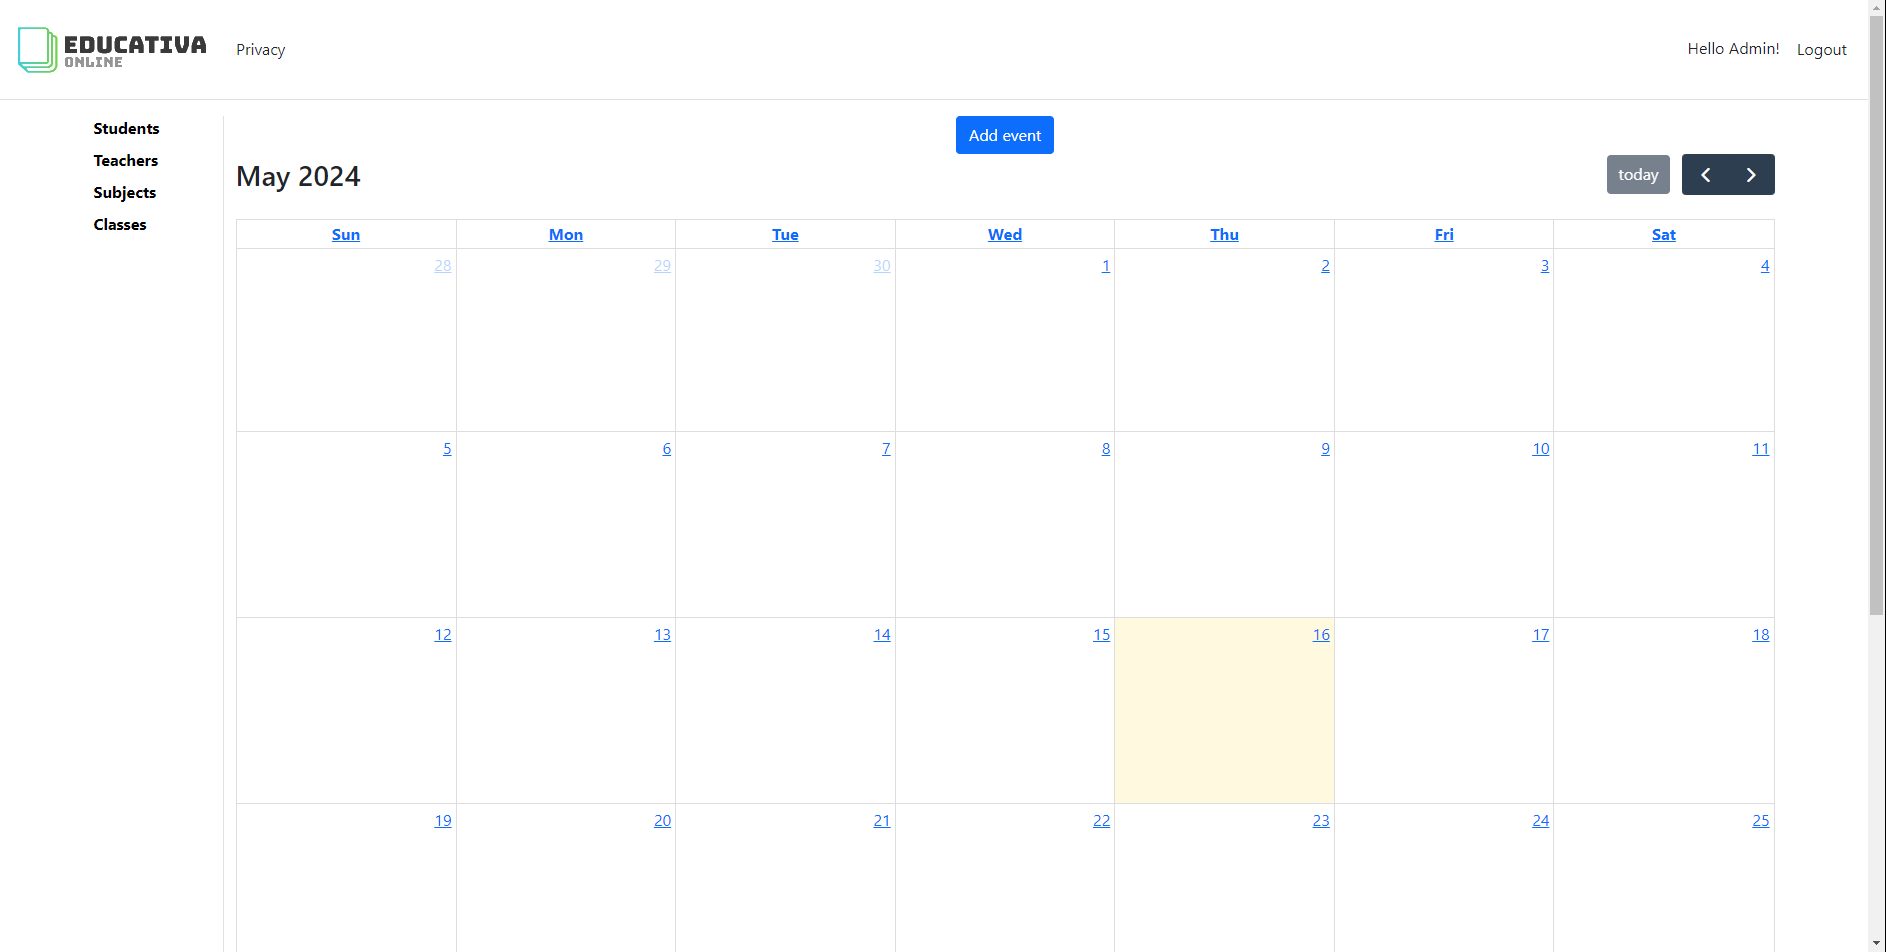 EDUCATIVA
ONLINE
Privacy
Hello Admin!
Logout
Students
Teachers
Subjects
Classes
Add event
May 2024
today
Sun Mon Tue Wed Thu Fri Sat
28 29 30 1 2 3 4
5 6 7 8 9 10 11
12 13 14 15 16 17 18
19 20 21 22 23 24 25